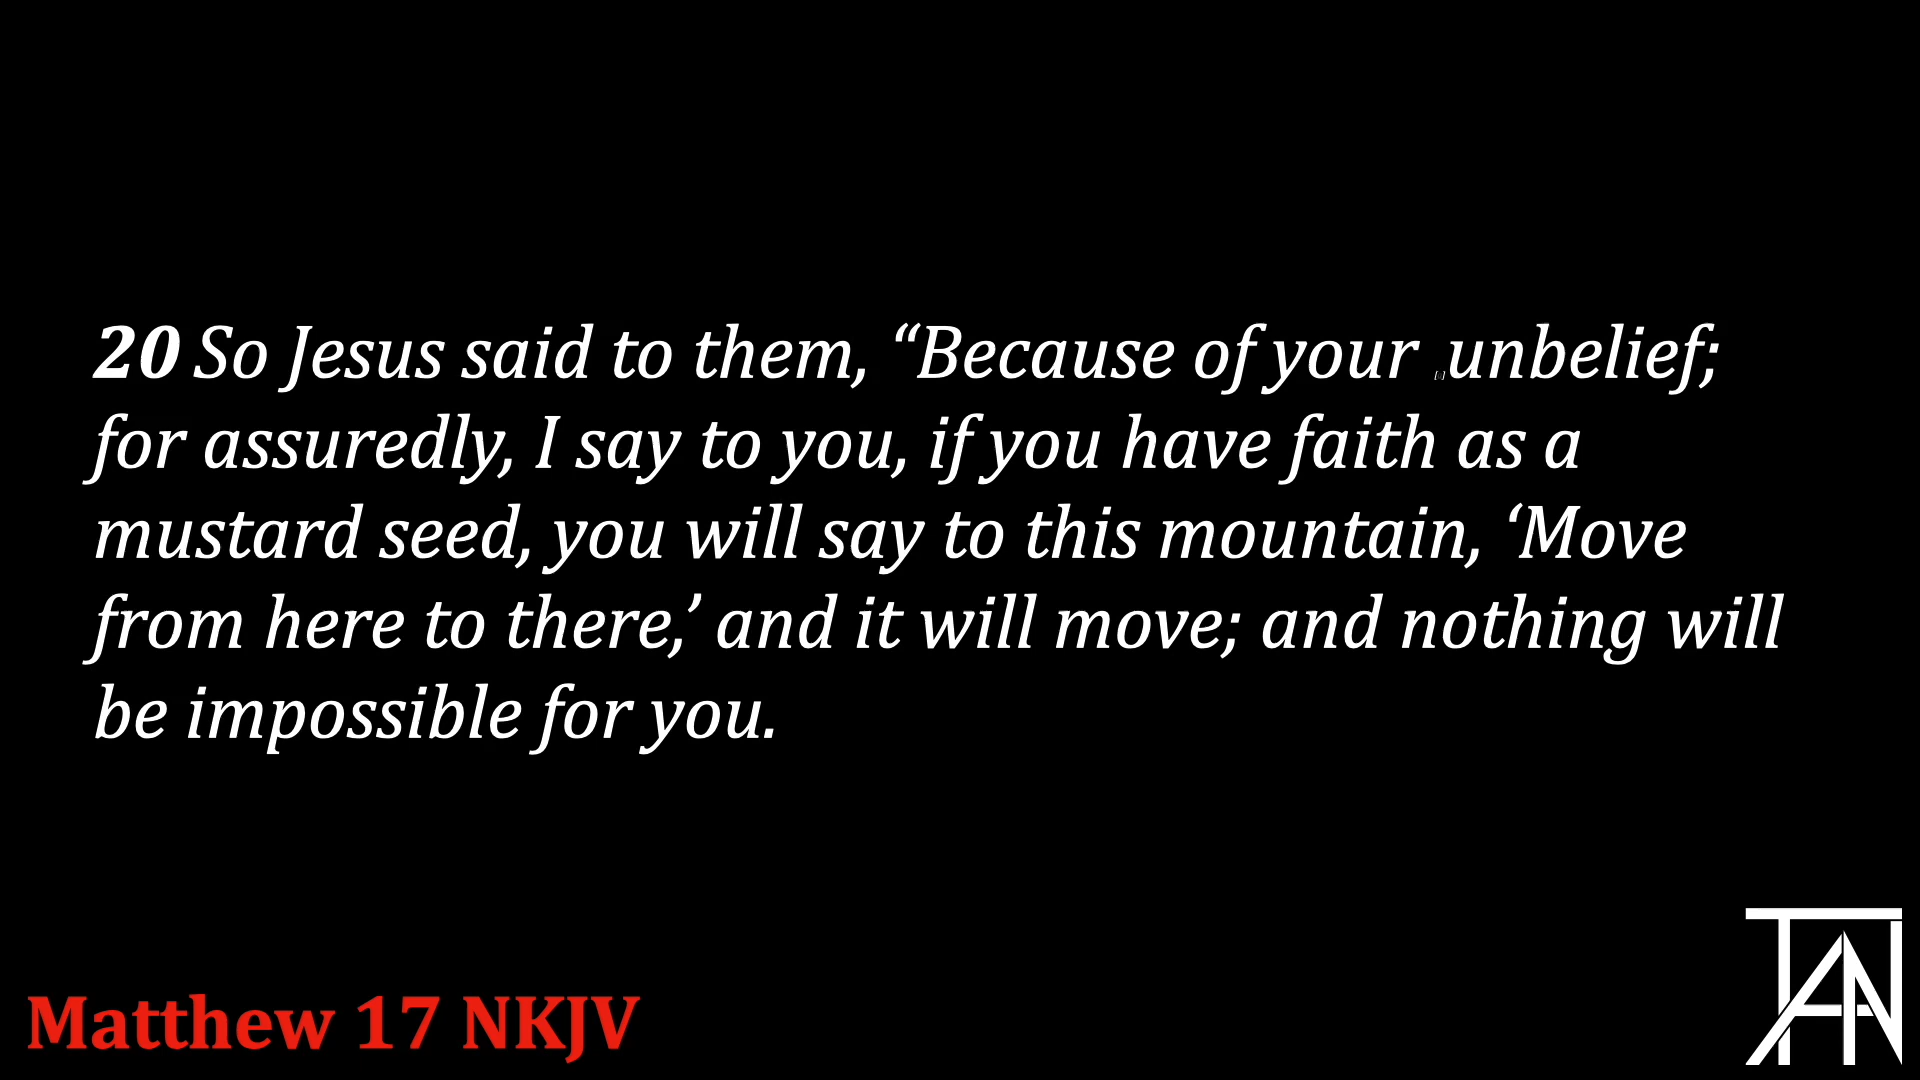 20 So Jesus said to them, “Because of your []unbelief;
for assuredly, I say to you, if you have faith as a
mustard seed, you will say to this mountain, ‘Move
from here to there,’ and it will move; and nothing will
be impossible for you.
Matthew 17 NKJV
TAN